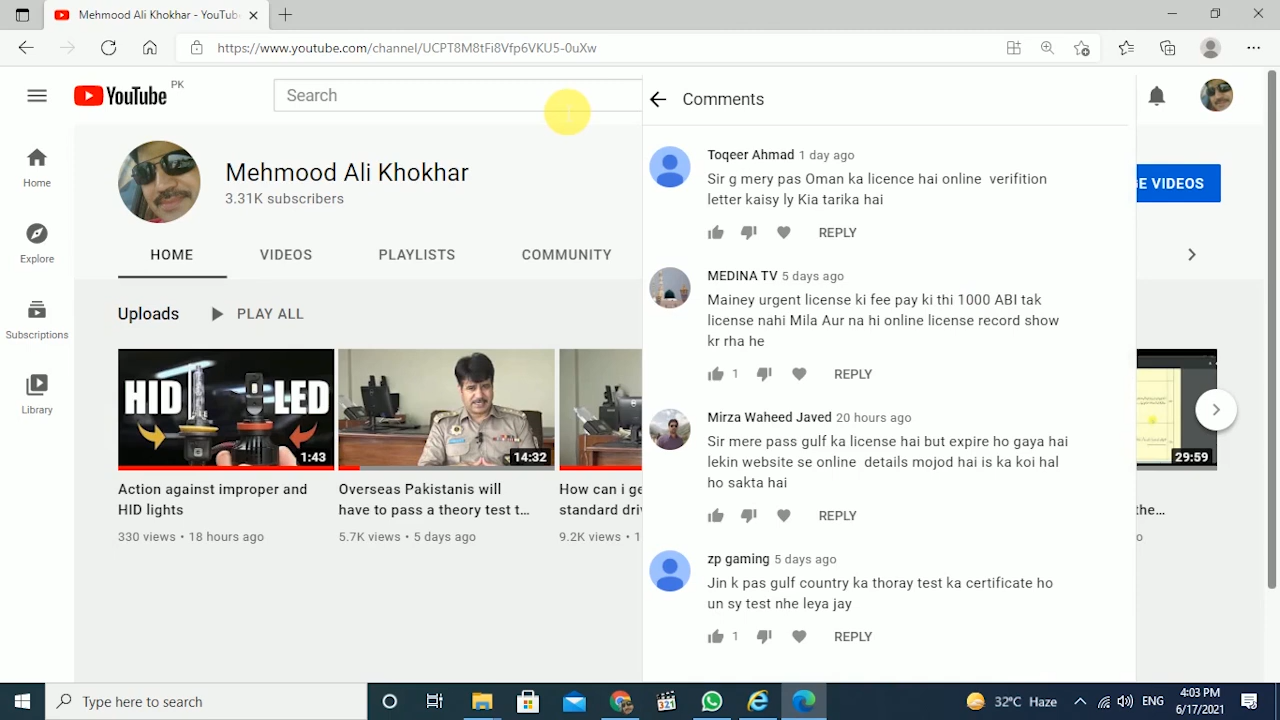 Mehmood Ali Khokhar - YouTube
https://www.youtube.com/channel/UCPT8M8tFi8Vfp6VKU5-0uXw
YouTube PK
Search
Home
Explore
Subscriptions
Library
Mehmood Ali Khokhar
3.31K subscribers
HOME VIDEOS PLAYLISTS COMMUNITY
Uploads PLAY ALL
HID LED
1:43
Action against improper and
HID lights
330 views • 18 hours ago
14:32
Overseas Pakistanis will
have to pass a theory test t...
5.7K views • 5 days ago
How can i ge
standard dri
9.2K views • 1
E VIDEOS
29:59
the...
o
Comments
Toqeer Ahmad 1 day ago
Sir g mery pas Oman ka licence hai online verifition
letter kaisy ly Kia tarika hai
REPLY
MEDINA TV 5 days ago
Mainey urgent license ki fee pay ki thi 1000 ABI tak
license nahi Mila Aur na hi online license record show
kr rha he
1 REPLY
Mirza Waheed Javed 20 hours ago
Sir mere pass gulf ka license hai but expire ho gaya hai
lekin website se online details mojod hai is ka koi hal
ho sakta hai
REPLY
zp gaming 5 days ago
Jin k pas gulf country ka thoray test ka certificate ho
un sy test nhe leya jay
1 REPLY
Type here to search
321
32°C Haze
ENG
4:03 PM
6/17/2021